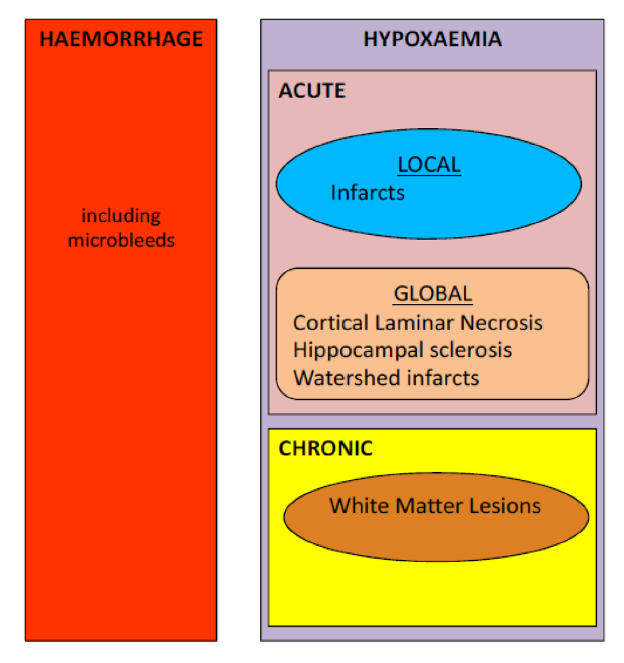 HAEMORRHAGE
including
microbleeds
HYPOXAEMIA
ACUTE
LOCAL
Infarcts
GLOBAL
Cortical Laminar Necrosis
Hippocampal sclerosis
Watershed infarcts
CHRONIC
White Matter Lesions